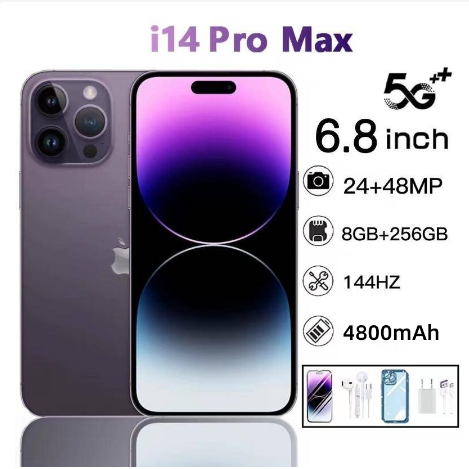 i14 Pro Max
5G++
6.8 inch
24+48MP
8GB+256GB
144HZ
4800mAh